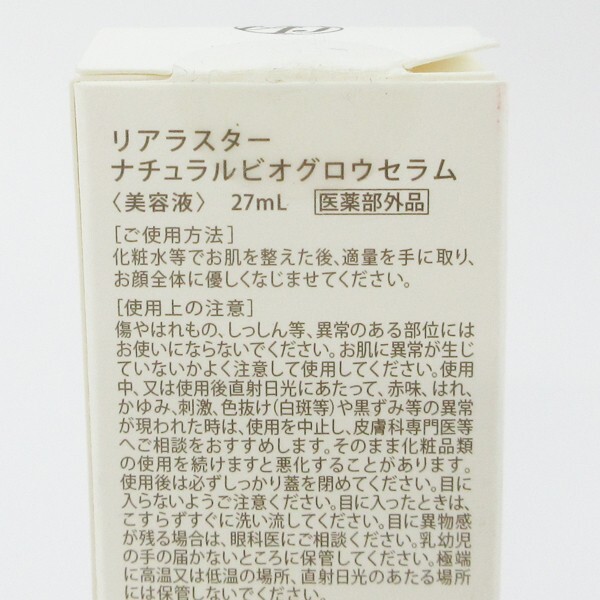 リアラスター
ナチュラルビオグロウセラム
〈美容液〉 27mL 医薬部外品
[ご使用方法]
化粧水等でお肌を整えた後、適量を手に取り、
お顔全体に優しくなじませてください。
[使用上の注意]
傷やはれもの、しっしん等、異常のある部位には
お使いにならないでください。お肌に異常が生じ
ていないかよく注意して使用してください。使用
中、又は使用後直射日光にあたって、赤味、はれ、
かゆみ、刺激、色抜け(白斑等)や黒ずみ等の異常
が現われた時は、使用を中止し、皮膚科専門医等
へご相談をおすすめします。そのまま化粧品類
の使用を続けますと悪化することがあります。
使用後は必ずしっかり蓋を閉めてください。目に
入らないようご注意ください。目に入ったときは、
こすらずすぐに洗い流してください。目に異物感
が残る場合は、眼科医にご相談ください。乳幼児
の手の届かないところに保管してください。極端
に高温又は低温の場所、直射日光のあたる場所
には保管しないでください。